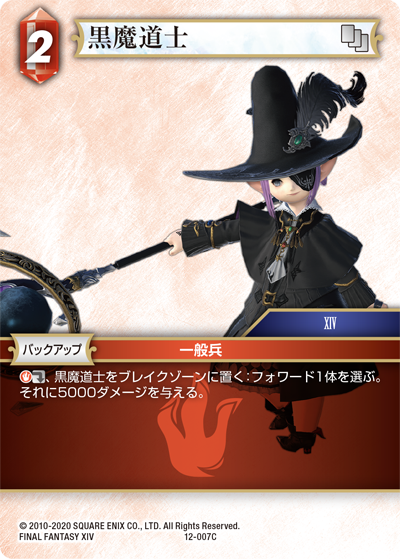 2
黒魔道士
XIV
バックアップ
一般兵
、黒魔道士をブレイクゾーンに置く:フォワード1体を選ぶ。
それに5000ダメージを与える。
© 2010-2020 SQUARE ENIX CO., LTD. All Rights Reserved.
FINAL FANTASY XIV 12-007C